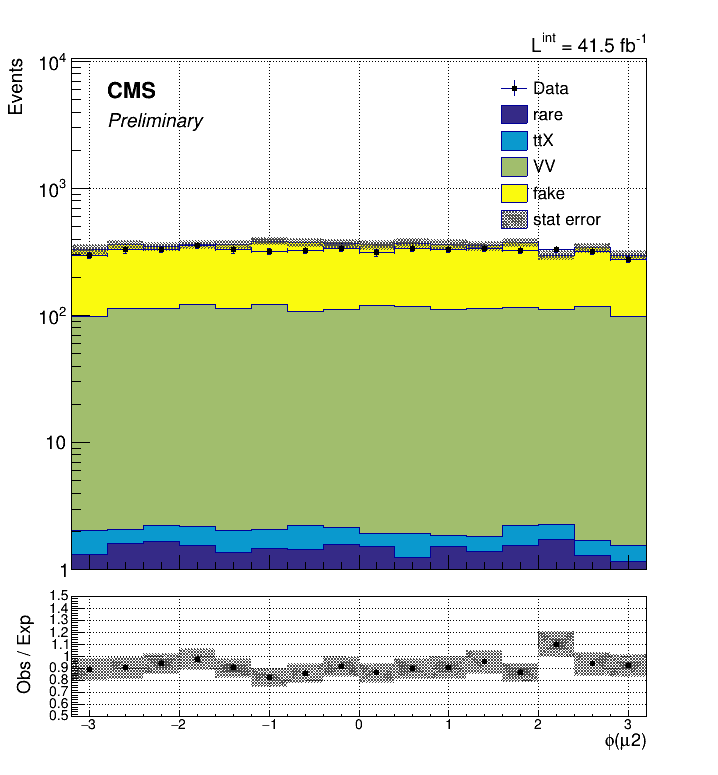 L^int = 41.5 fb^-1
Events
10^4
10^3
10^2
10
1
CMS
Preliminary
Data
rare
ttX
VV
fake
stat error
Obs / Exp
1.5
1.4
1.3
1.2
1.1
1
0.9
0.8
0.7
0.6
0.5
−3 −2 −1 0 1 2 3
ϕ(μ2)